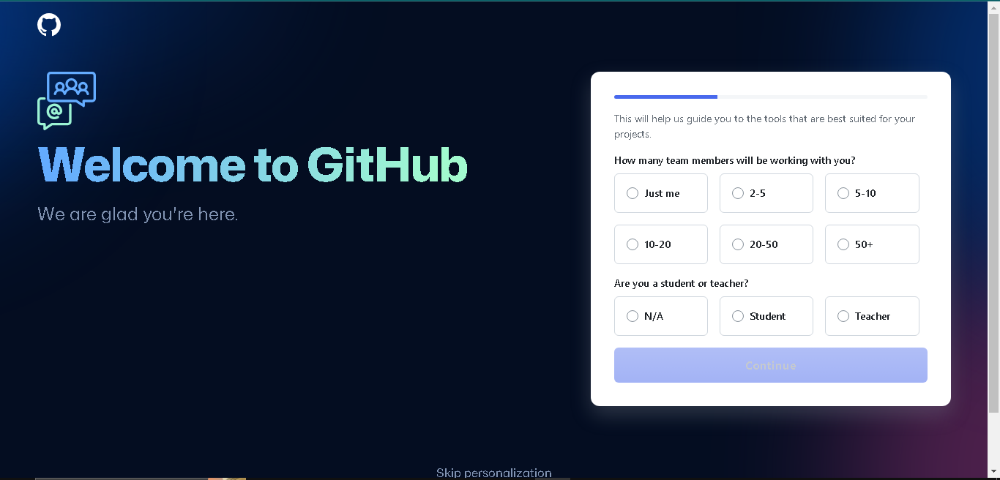 Welcome to GitHub
We are glad you're here.
This will help us guide you to the tools that are best suited for your
projects.
How many team members will be working with you?
Just me
2-5
5-10
10-20
20-50
50+
Are you a student or teacher?
N/A
Student
Teacher
Continue
Skip personalization